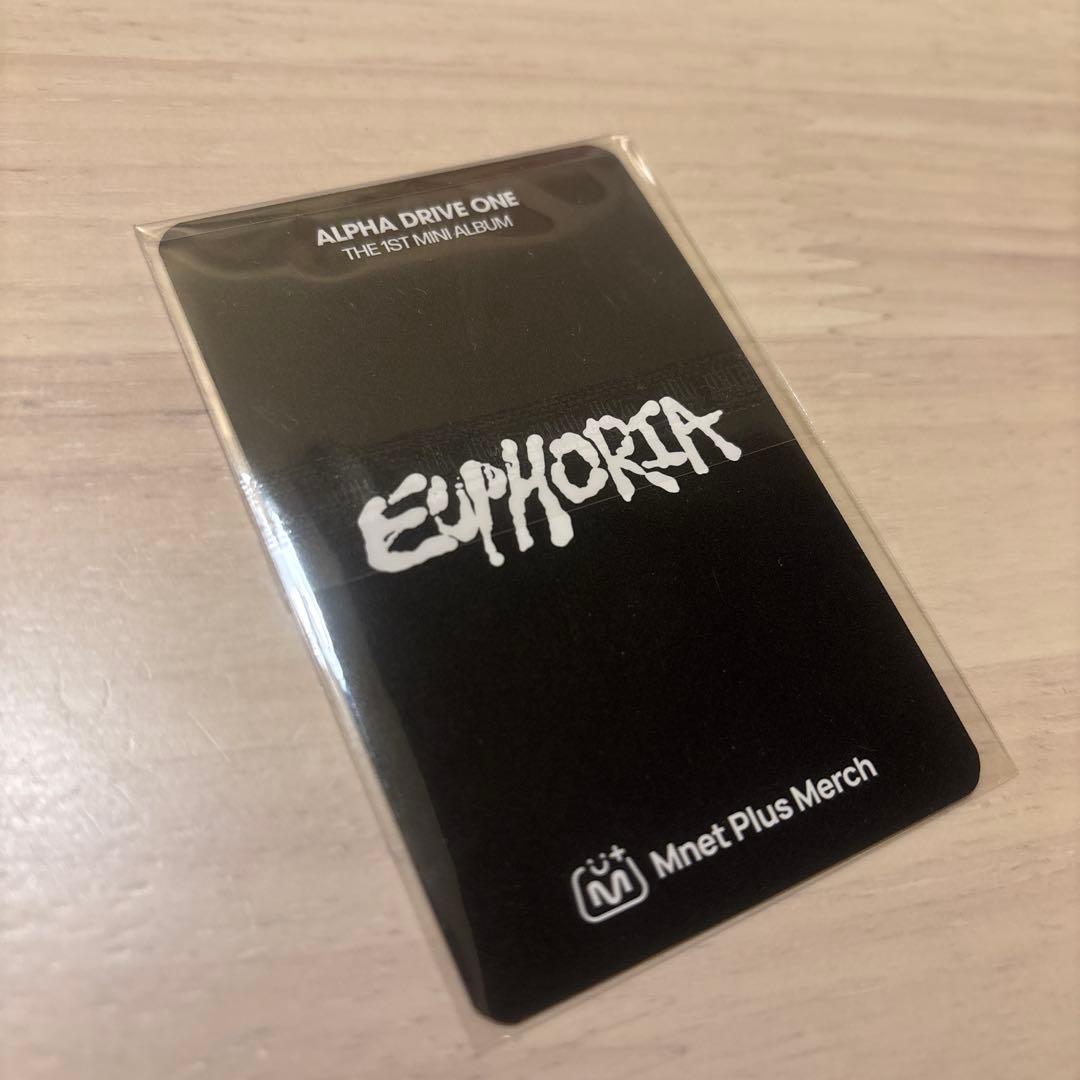 ALPHA DRIVE ONE
THE 1ST MINI ALBUM
EUPHORIA
M Mnet Plus Merch